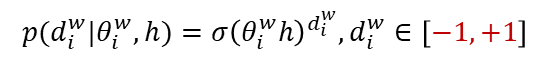 p(d_i^w|θ_i^w, h) = σ(θ_i^w h)^{d_i^w}, d_i^w ∈ [−1, +1]